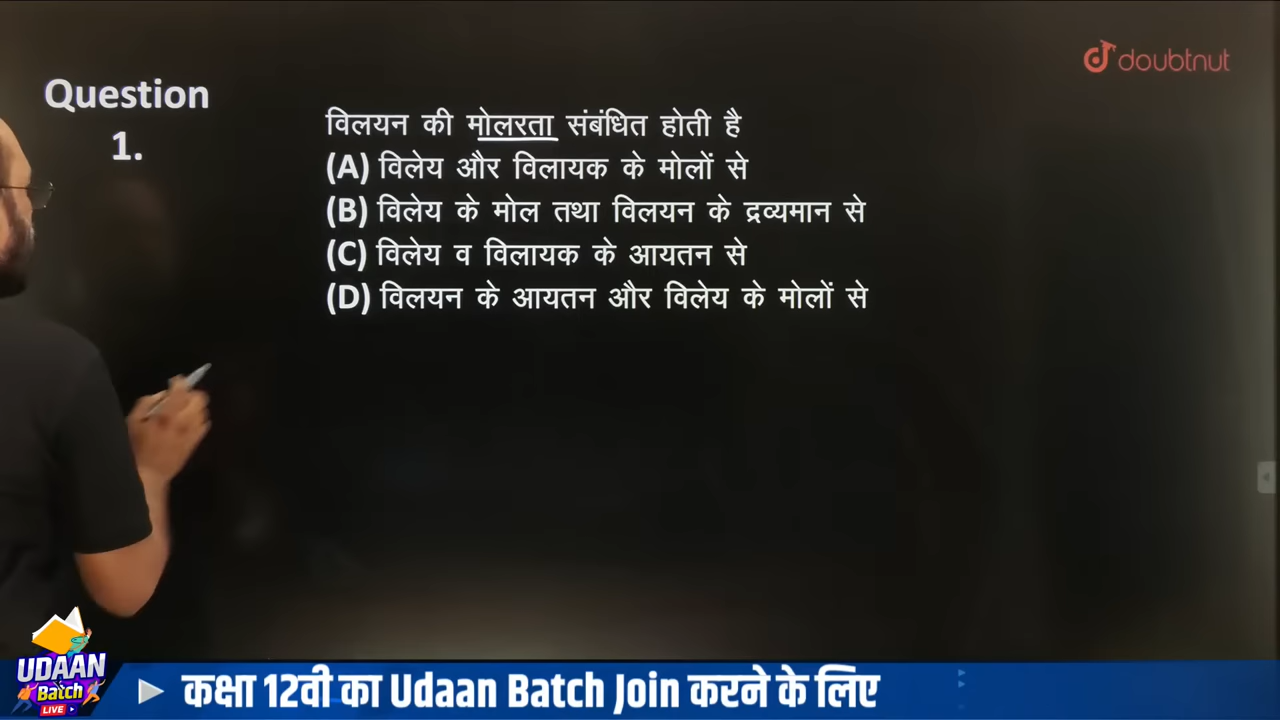 doubtnut
Question
1.
विलयन की मोलरता संबंधित होती है
(A) विलेय और विलायक के मोलों से
(B) विलेय के मोल तथा विलयन के द्रव्यमान से
(C) विलेय व विलायक के आयतन से
(D) विलयन के आयतन और विलेय के मोलों से
UDAAN
Batch
LIVE
कक्षा 12वी का Udaan Batch Join करने के लिए